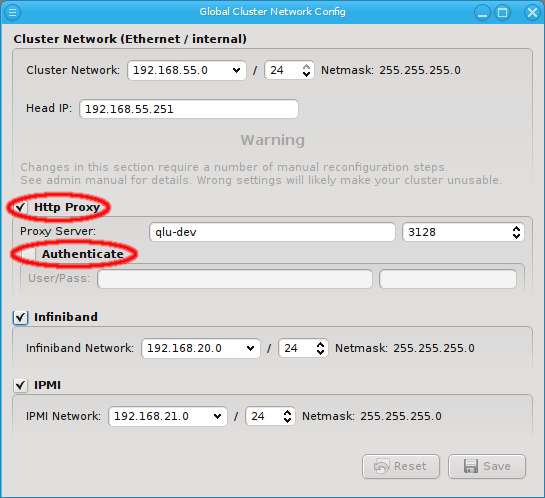 Global Cluster Network Config
Cluster Network (Ethernet / internal)
Cluster Network: 192.168.55.0 / 24 Netmask: 255.255.255.0
Head IP: 192.168.55.251
Warning
Changes in this section require a number of manual reconfiguration steps.
See admin manual for details. Wrong settings will likely make your cluster unusable.
Http Proxy
Proxy Server: qlu-dev 3128
Authenticate
User/Pass:
Infiniband
Infiniband Network: 192.168.20.0 / 24 Netmask: 255.255.255.0
IPMI
IPMI Network: 192.168.21.0 / 24 Netmask: 255.255.255.0
Reset Save